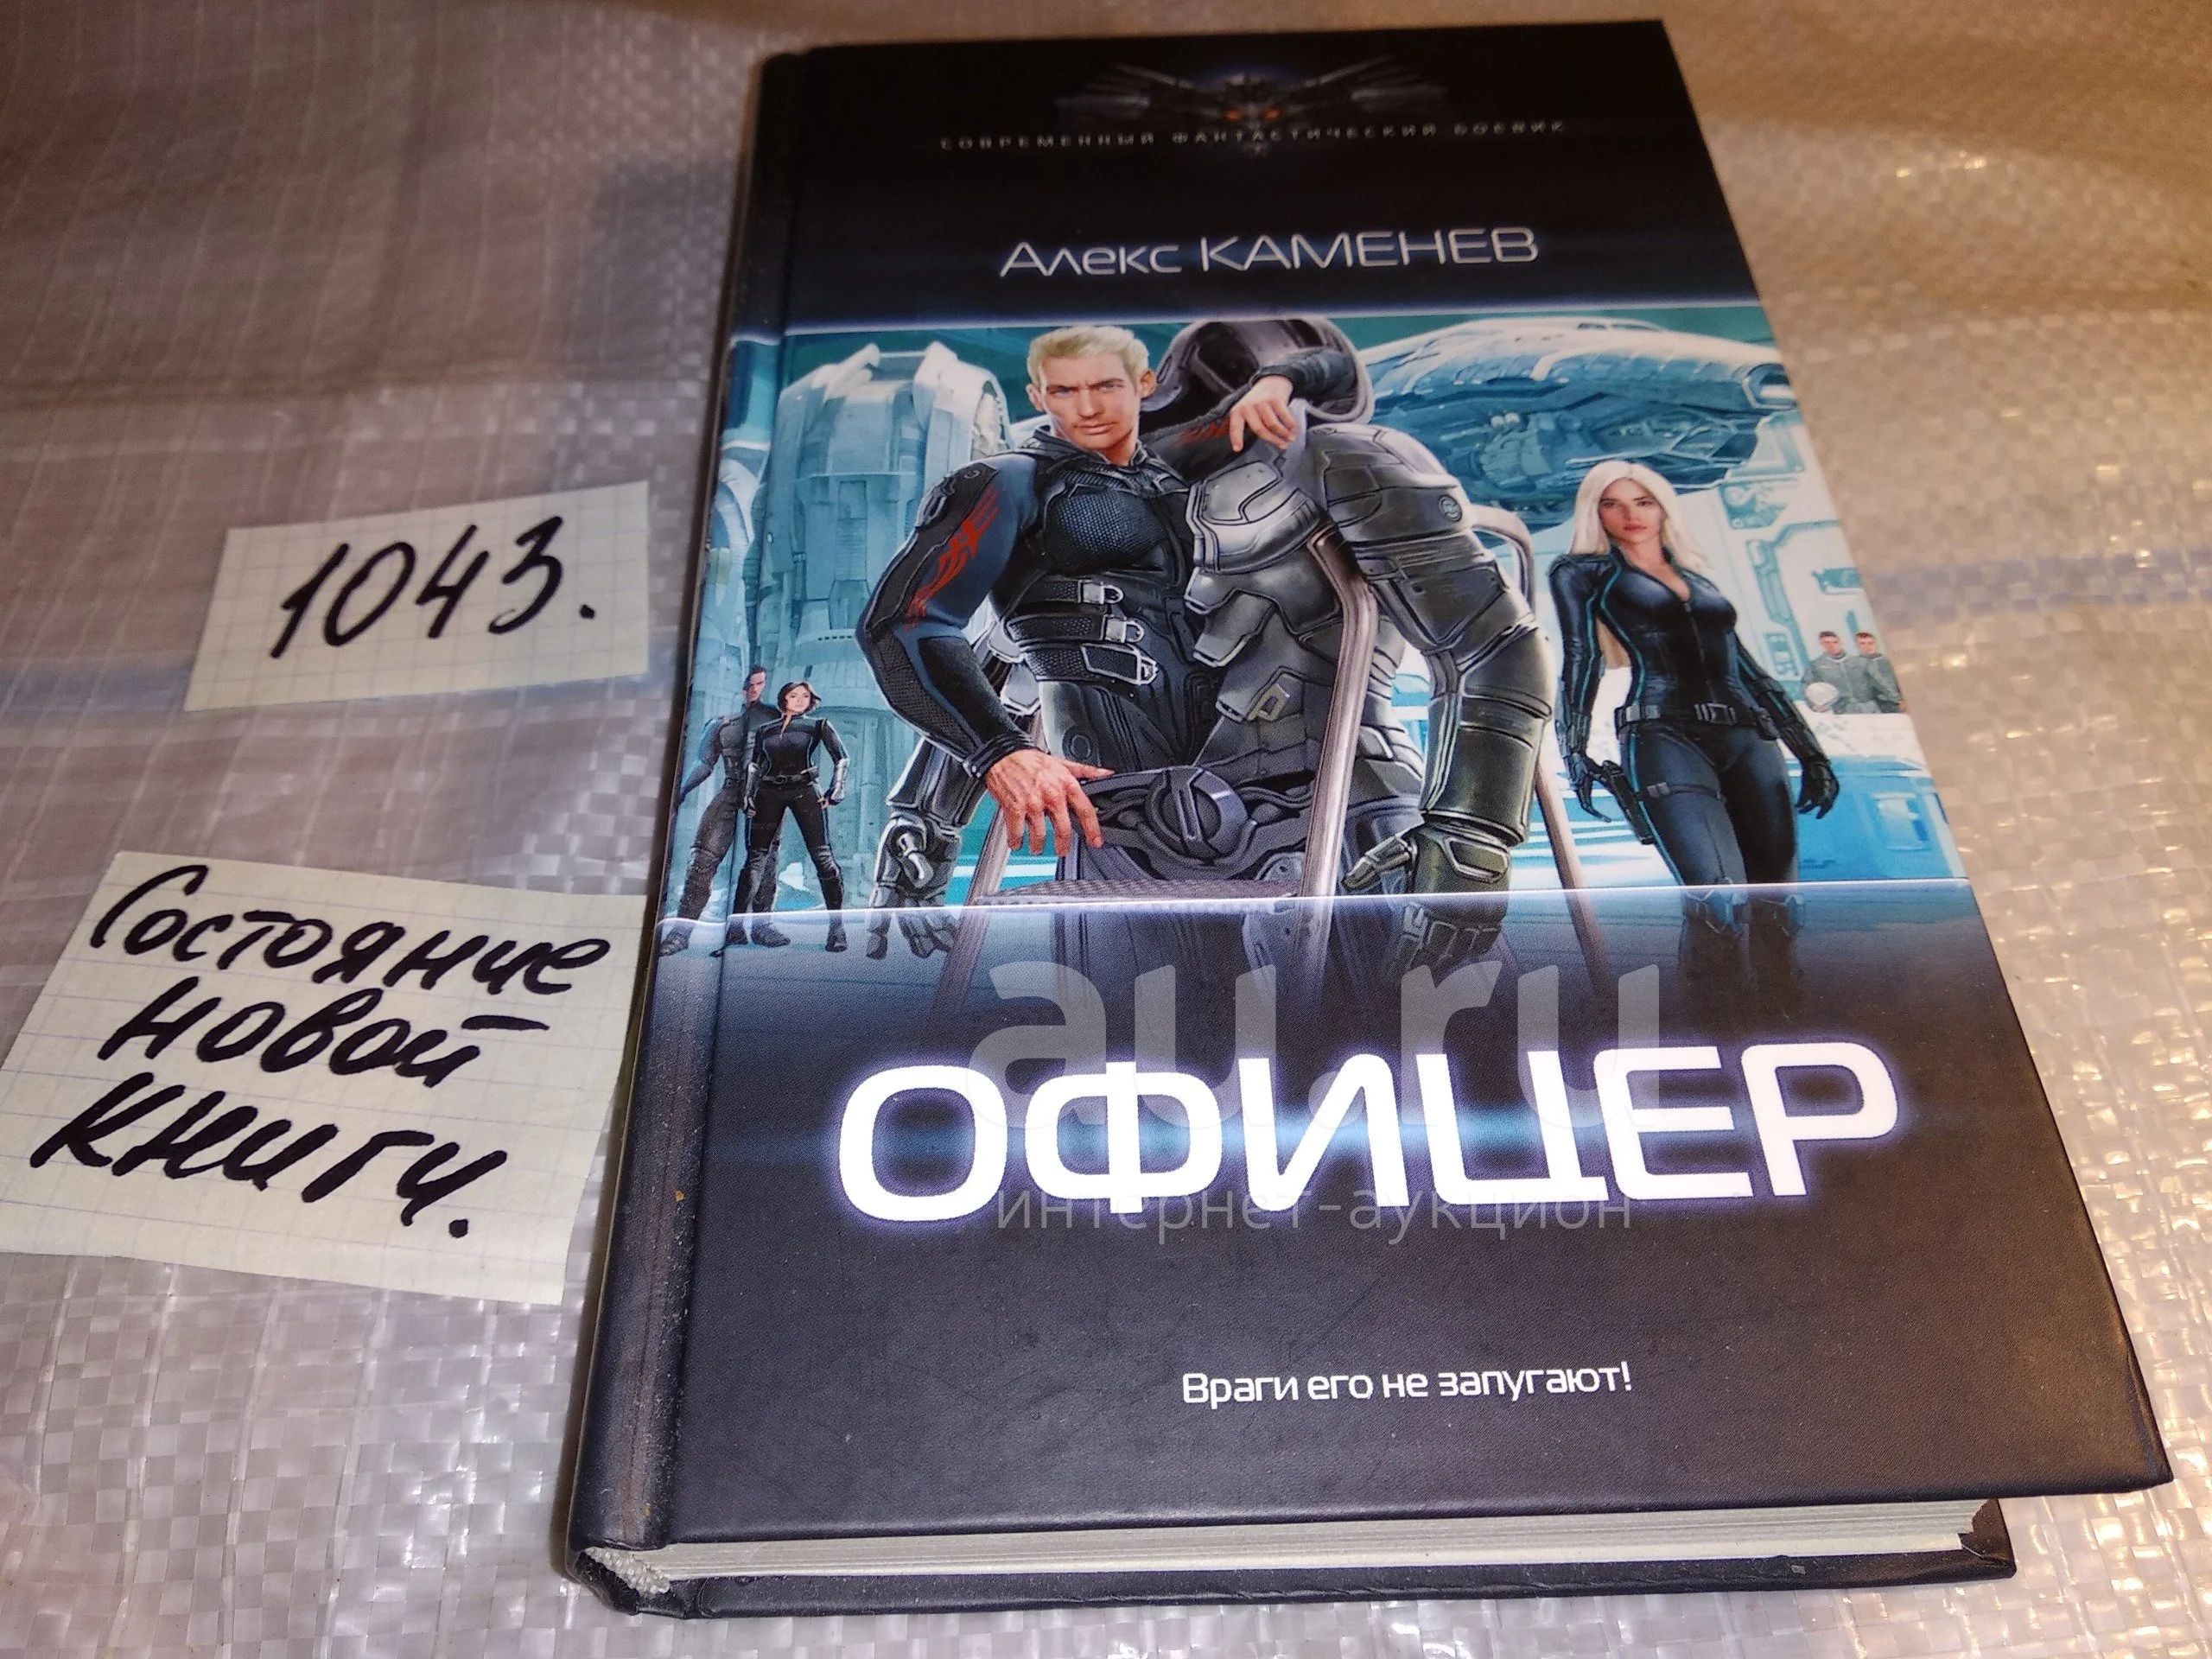 СОВРЕМЕННЫЙ ФАНТАСТИЧЕСКИЙ БОЕВИК
Алекс КАМЕНЕВ
1043.
Состояние
новой
книги.
au.ru
ОФИЦЕР
интернет-аукцион
Враги его не запугают!